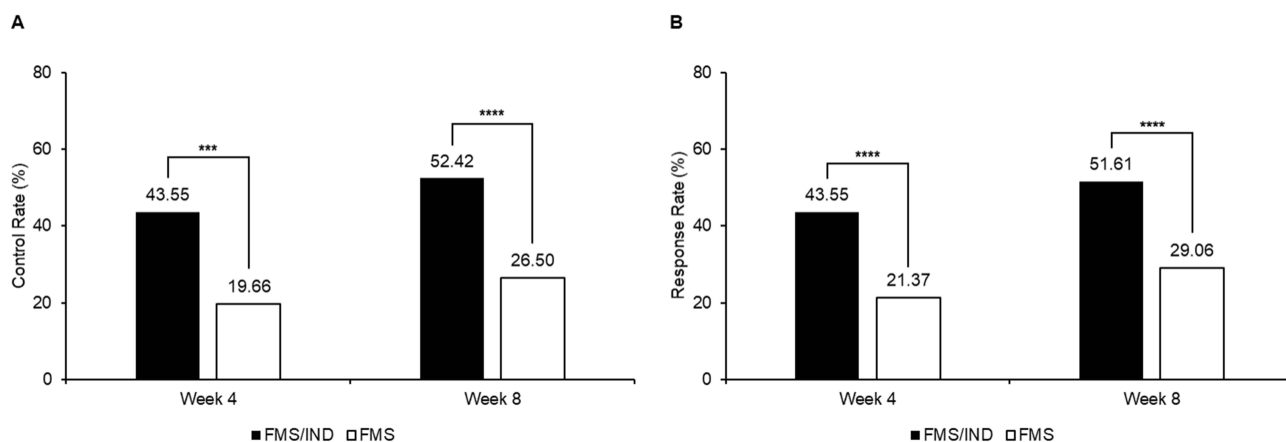 A
Control Rate (%)
80
60
40
20
0
***
43.55
19.66
****
52.42
26.50
Week 4
Week 8
FMS/IND FMS
B
Response Rate (%)
80
60
40
20
0
****
43.55
21.37
****
51.61
29.06
Week 4
Week 8
FMS/IND FMS